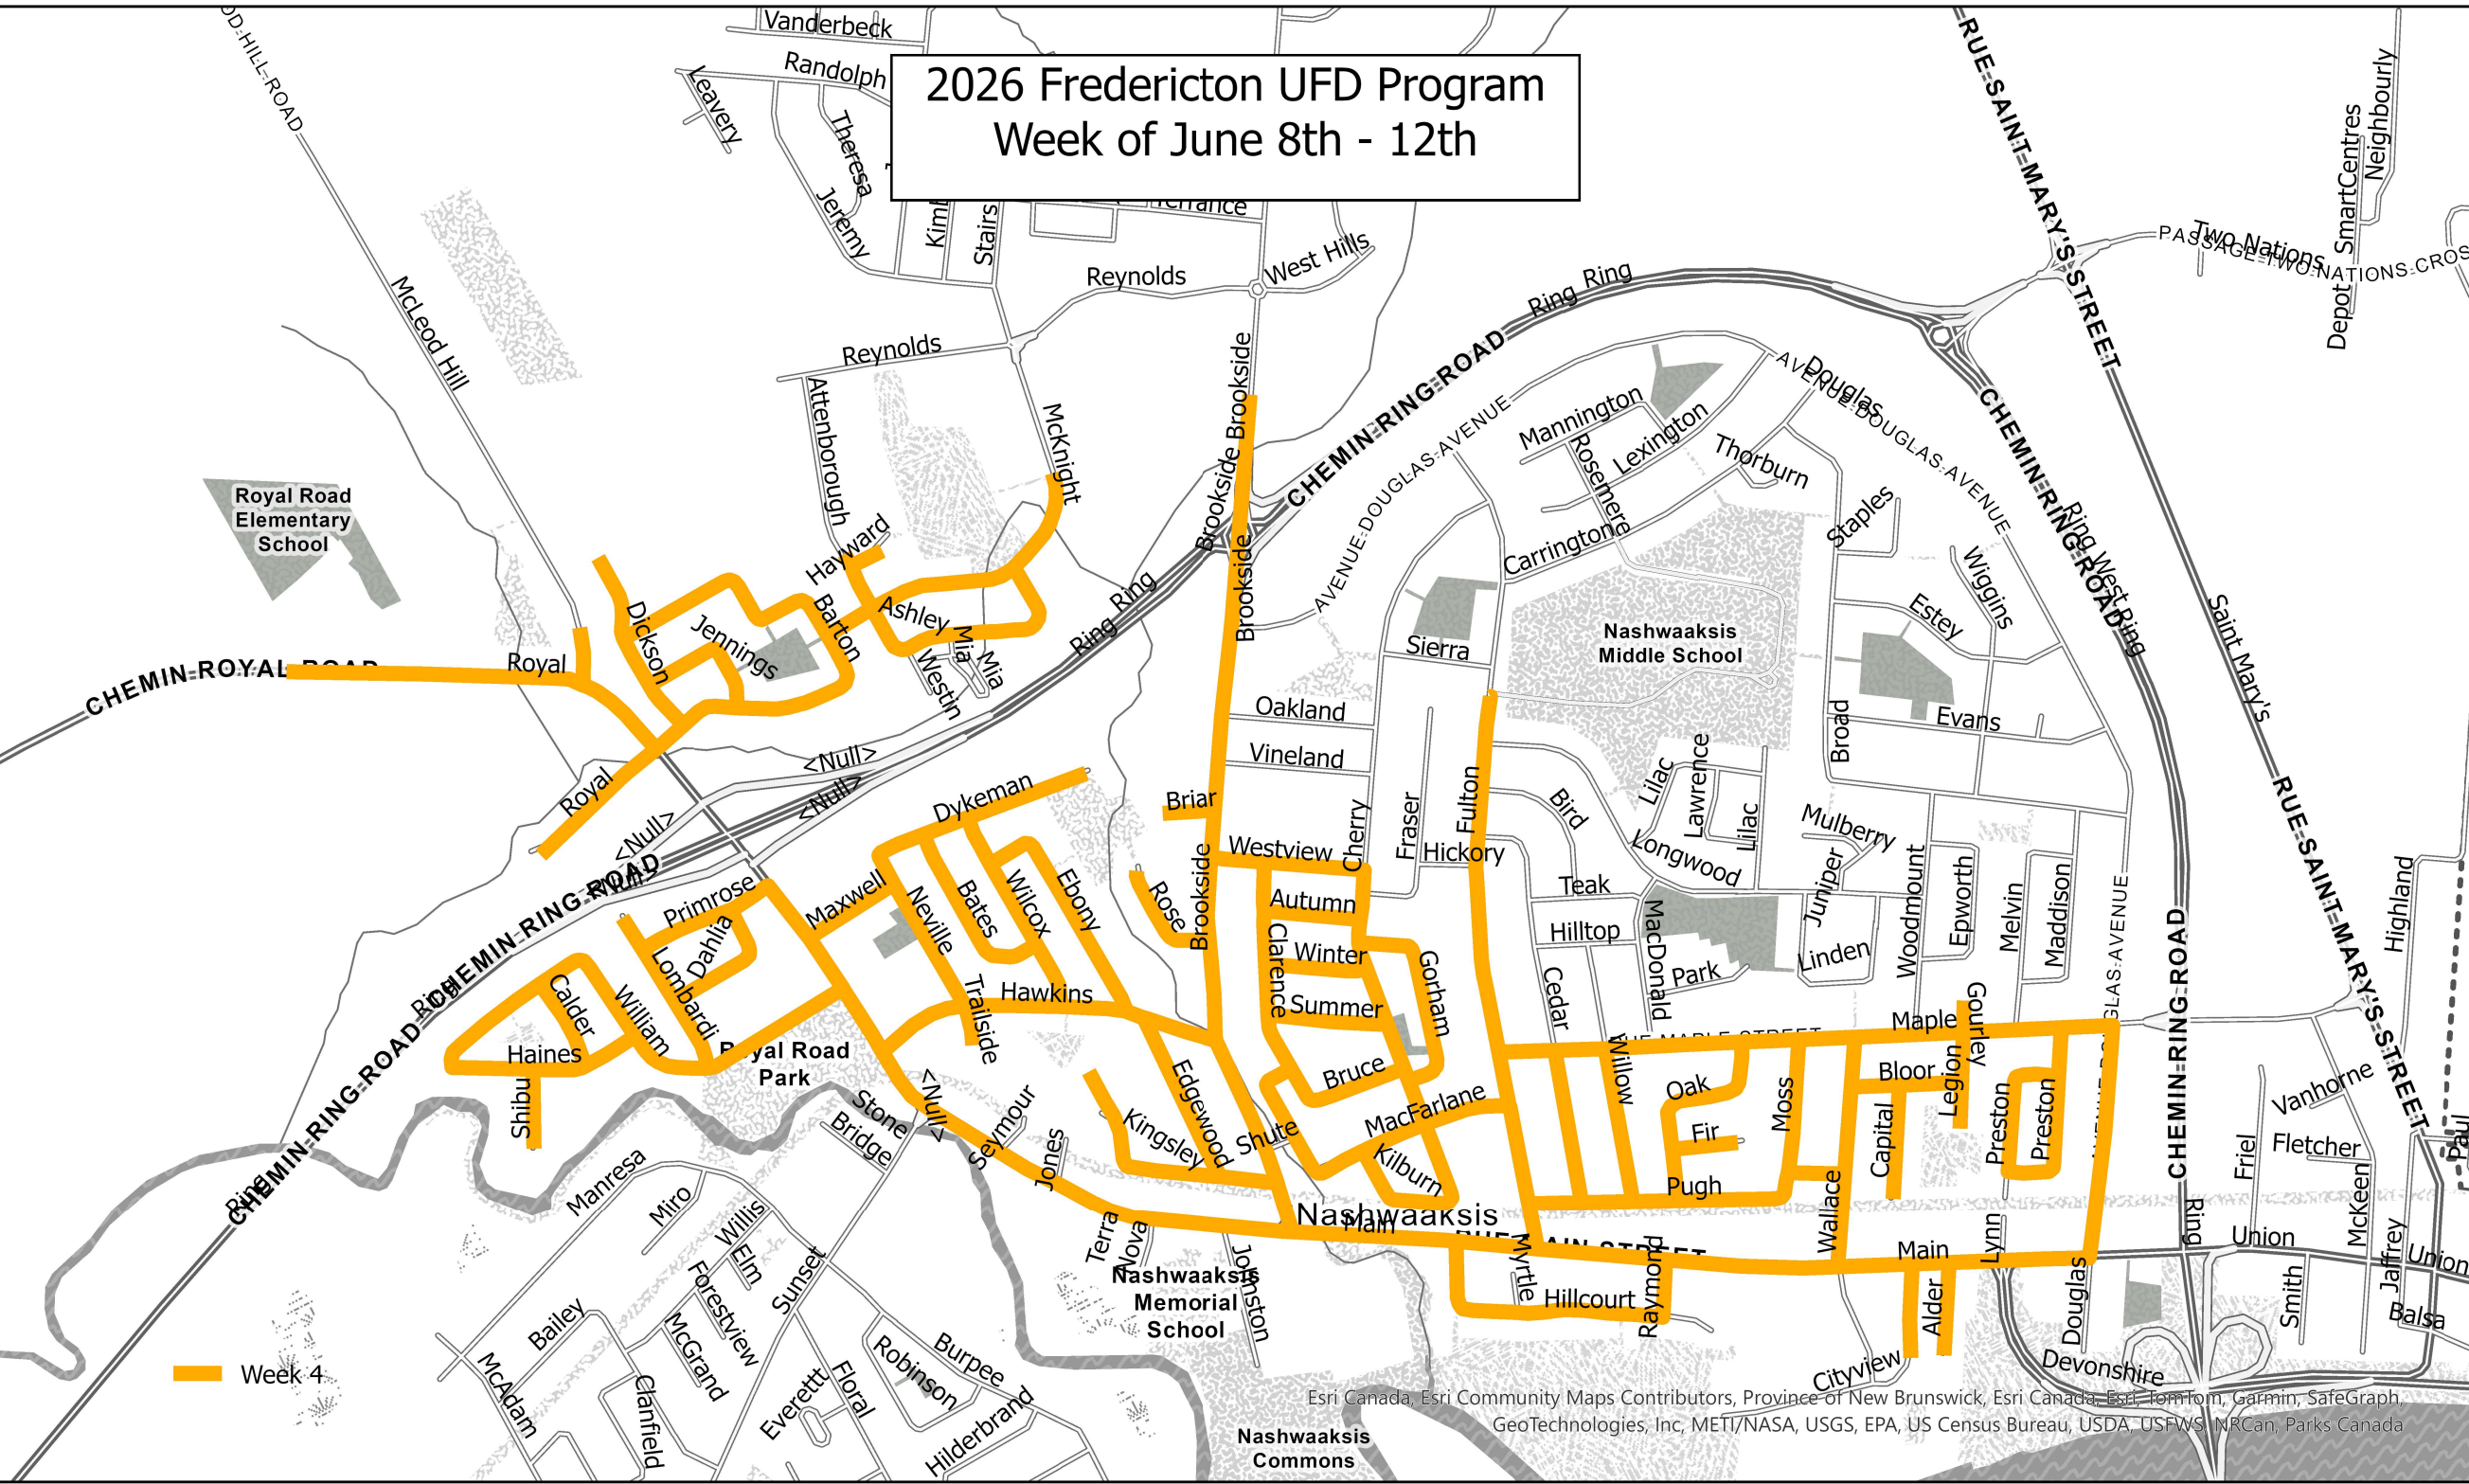 2026 Fredericton UFD Program
Week of June 8th - 12th
Vanderbeck
Randolph
Leavery
Theresa
Jeremy
Stairs
Terrance
Reynolds
West Hills
Reynolds
McLeod Hill
Attenborough
McKnight
Brookside
Brookside
Brookside
Brookside
Brookside
CHEMIN-RING-ROAD
Ring
Ring
RUE-SAINT-MARY'S-STREET
Two Nations
PASSAGE-TWO-NATIONS-CROS
SmartCentres
Neighbourly
Depot
AVENUE-DOUGLAS-AVENUE
AVENUE-DOUGLAS-AVENUE
Douglas
Mannington
Lexington
Rosemere
Thorburn
Carrington
Staples
Wiggins
Estey
Evans
Broad
CHEMIN-RING-ROAD
Ring West
Ring
Saint Mary's
RUE-SAINT-MARY'S-STREET
Highland
Royal Road
Elementary
School
CHEMIN-ROYAL-ROAD
Royal
Royal
Dickson
Jennings
Barton
Hayward
Ashley
Mia
Mia
Westin
Ring
Ring
<Null>
<Null>
<Null>
<Null>
Nashwaaksis
Middle School
Sierra
Oakland
Vineland
Briar
Westview
Cherry
Fraser
Fulton
Hickory
Bird
Lilac
Lawrence
Lilac
Longwood
Mulberry
Juniper
Linden
Woodmount
Epworth
Melvin
Maddison
Teak
Hilltop
MacDonald
Park
Cedar
Willow
Dykeman
Maxwell
Neville
Bates
Wilcox
Ebony
Rose
Trailside
Hawkins
Primrose
Dahlia
Lombardi
William
Calder
Haines
Shibu
CHEMIN-RING-ROAD
CHEMIN-RING-ROAD
Ring
Ring
Royal Road
Park
Autumn
Winter
Summer
Clarence
Gorham
Bruce
MacFarlane
Kilburn
Shute
Edgewood
Kingsley
Seymour
Jones
<Null>
Stone
Bridge
Maple
Gourley
Bloor
Legion
Capital
Preston
Preston
Oak
Fir
Moss
Pugh
Wallace
CHEMIN-RING-ROAD
Vanhorne
Fletcher
Friel
McKeen
Jaffrey
Paul
Union
Union
Ring
Smith
Balsa
Nashwaaksis
Main
Main
Lynn
Douglas
Devonshire
Alder
Cityview
Myrtle
Hillcourt
Raymond
Terra
Nova
Johnston
Nashwaaksis
Memorial
School
Nashwaaksis
Commons
Manresa
Miro
Willis
Elm
Sunset
Forestview
McGrand
Bailey
McAdam
Clanfield
Everett
Floral
Robinson
Burpee
Hilderbrand
Week 4
Esri Canada, Esri Community Maps Contributors, Province of New Brunswick, Esri Canada, Esri, TomTom, Garmin, SafeGraph,
GeoTechnologies, Inc, METI/NASA, USGS, EPA, US Census Bureau, USDA, USFWS, NRCan, Parks Canada